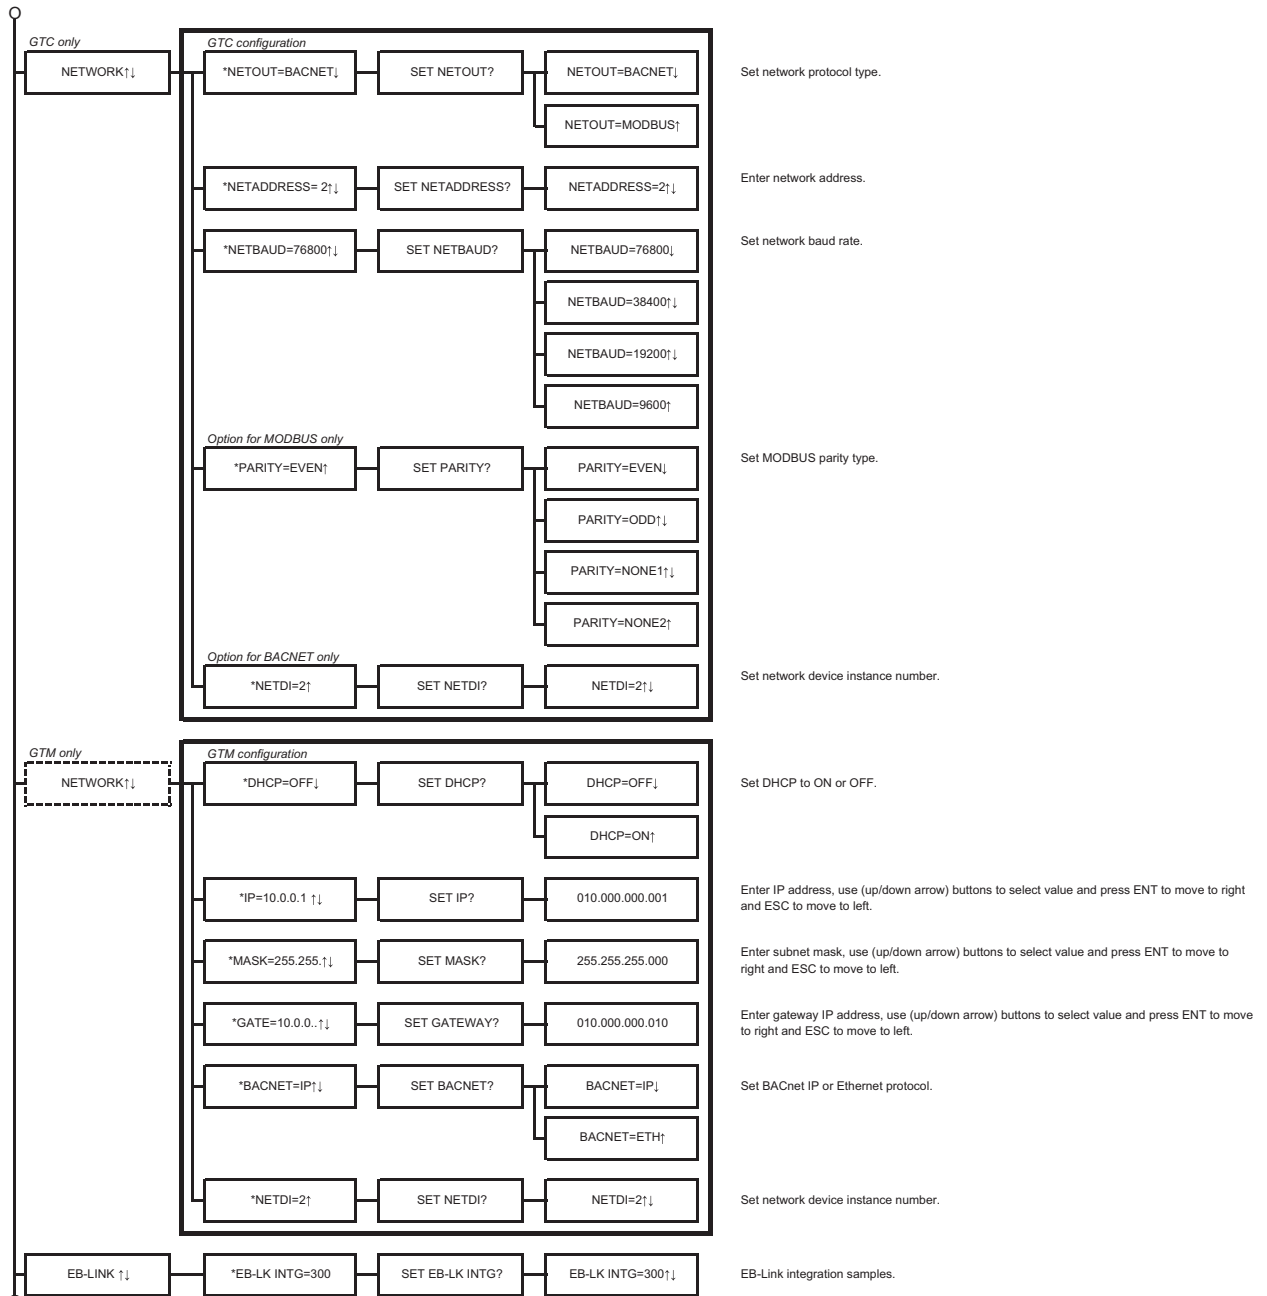 GTC only
GTC configuration
NETWORK↑↓
*NETOUT=BACNET↓
SET NETOUT?
NETOUT=BACNET↓
Set network protocol type.
NETOUT=MODBUS↑
*NETADDRESS= 2↑↓
SET NETADDRESS?
NETADDRESS=2↑↓
Enter network address.
*NETBAUD=76800↑↓
SET NETBAUD?
NETBAUD=76800↓
Set network baud rate.
NETBAUD=38400↑↓
NETBAUD=19200↑↓
NETBAUD=9600↑
Option for MODBUS only
*PARITY=EVEN↑
SET PARITY?
PARITY=EVEN↓
Set MODBUS parity type.
PARITY=ODD↑↓
PARITY=NONE1↑↓
PARITY=NONE2↑
Option for BACNET only
*NETDI=2↑
SET NETDI?
NETDI=2↑↓
Set network device instance number.
GTM only
GTM configuration
NETWORK↑↓
*DHCP=OFF↓
SET DHCP?
DHCP=OFF↓
Set DHCP to ON or OFF.
DHCP=ON↑
*IP=10.0.0.1 ↑↓
SET IP?
010.000.000.001
Enter IP address, use (up/down arrow) buttons to select value and press ENT to move to right
and ESC to move to left.
*MASK=255.255.↑↓
SET MASK?
255.255.255.000
Enter subnet mask, use (up/down arrow) buttons to select value and press ENT to move to
right and ESC to move to left.
*GATE=10.0.0..↑↓
SET GATEWAY?
010.000.000.010
Enter gateway IP address, use (up/down arrow) buttons to select value and press ENT to move
to right and ESC to move to left.
*BACNET=IP↑↓
SET BACNET?
BACNET=IP↓
Set BACnet IP or Ethernet protocol.
BACNET=ETH↑
*NETDI=2↑
SET NETDI?
NETDI=2↑↓
Set network device instance number.
EB-LINK ↑↓
*EB-LK INTG=300
SET EB-LK INTG?
EB-LK INTG=300↑↓
EB-Link integration samples.